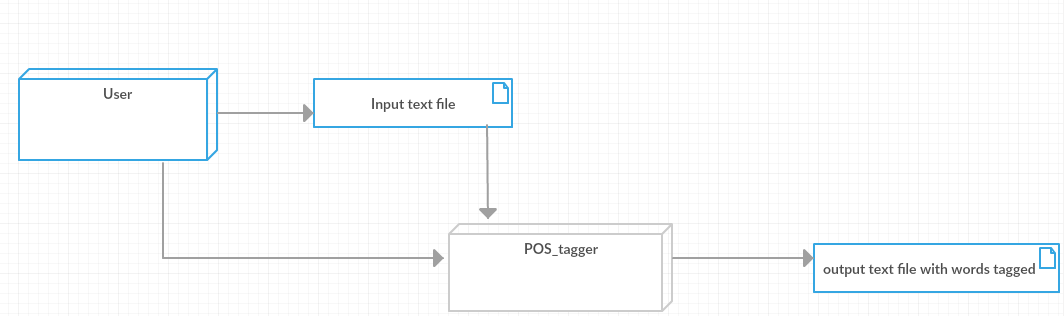 User
Input text file
POS_tagger
output text file with words tagged